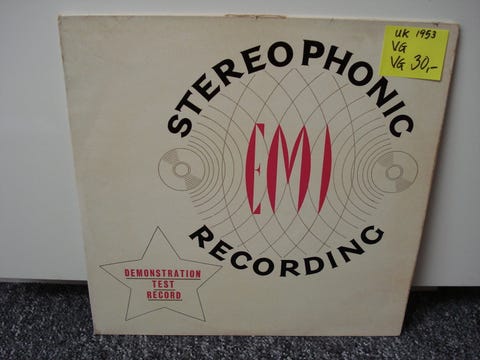 UK 1953
VG
VG 30,-
STEREOPHONIC
EMI
RECORDING
DEMONSTRATION
TEST
RECORD